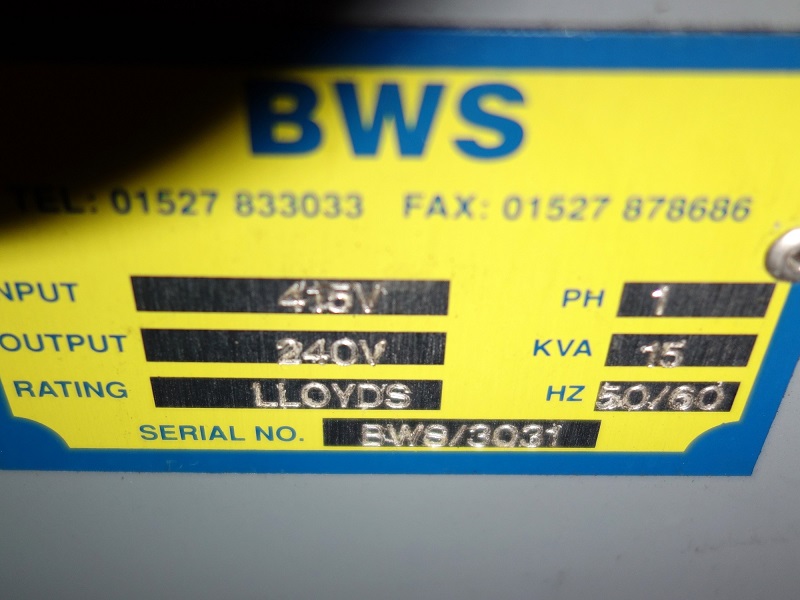 BWS
TEL: 01527 833033 FAX: 01527 878686
INPUT 415V PH 1
OUTPUT 240V KVA 15
RATING LLOYDS HZ 50/60
SERIAL NO. BWS/3031